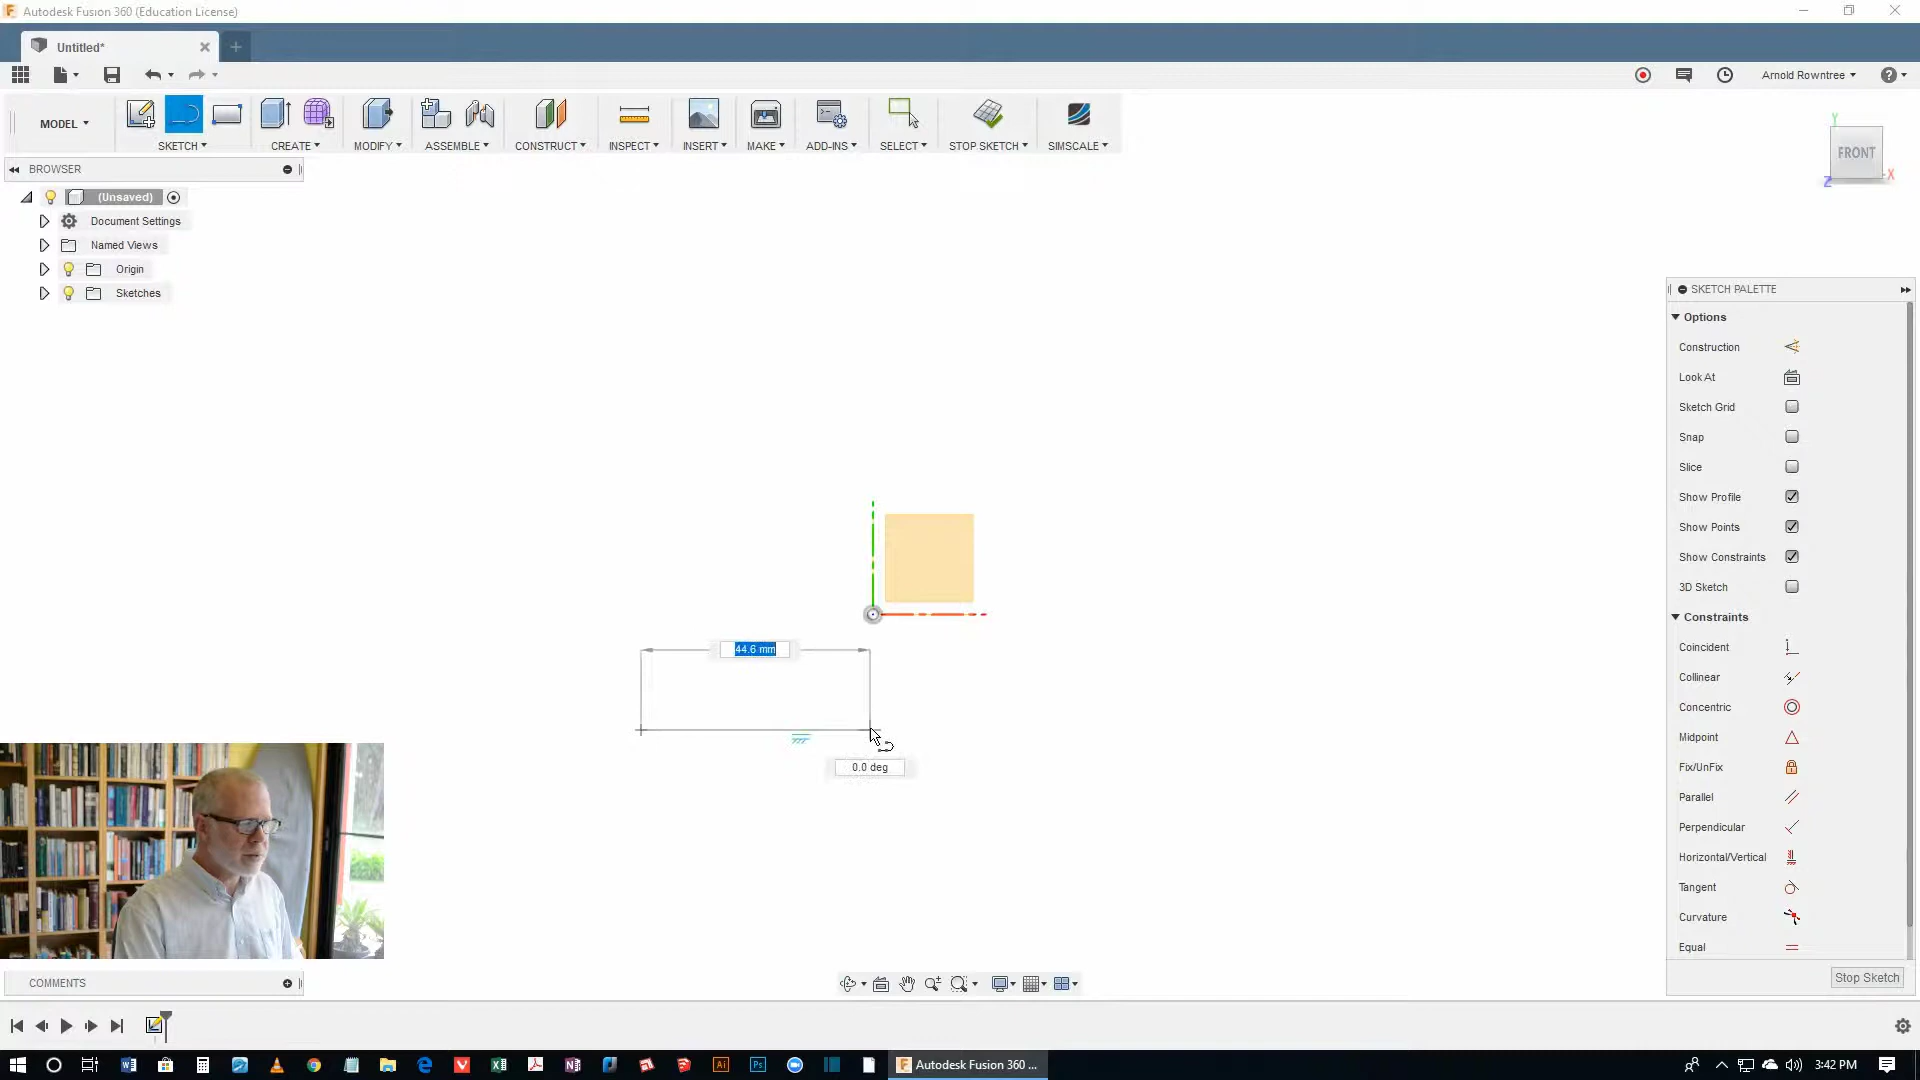 Autodesk Fusion 360 (Education License)
Untitled*
Arnold Rowntree
MODEL
SKETCH
CREATE
MODIFY
ASSEMBLE
CONSTRUCT
INSPECT
INSERT
MAKE
ADD-INS
SELECT
STOP SKETCH
SIMSCALE
Y
FRONT
X
Z
BROWSER
(Unsaved)
Document Settings
Named Views
Origin
Sketches
SKETCH PALETTE
Options
Construction
Look At
Sketch Grid
Snap
Slice
Show Profile
Show Points
Show Constraints
3D Sketch
Constraints
Coincident
Collinear
Concentric
Midpoint
Fix/UnFix
Parallel
Perpendicular
Horizontal/Vertical
Tangent
Curvature
Equal
Stop Sketch
44.6 mm
0.0 deg
COMMENTS
Autodesk Fusion 360 ...
3:42 PM